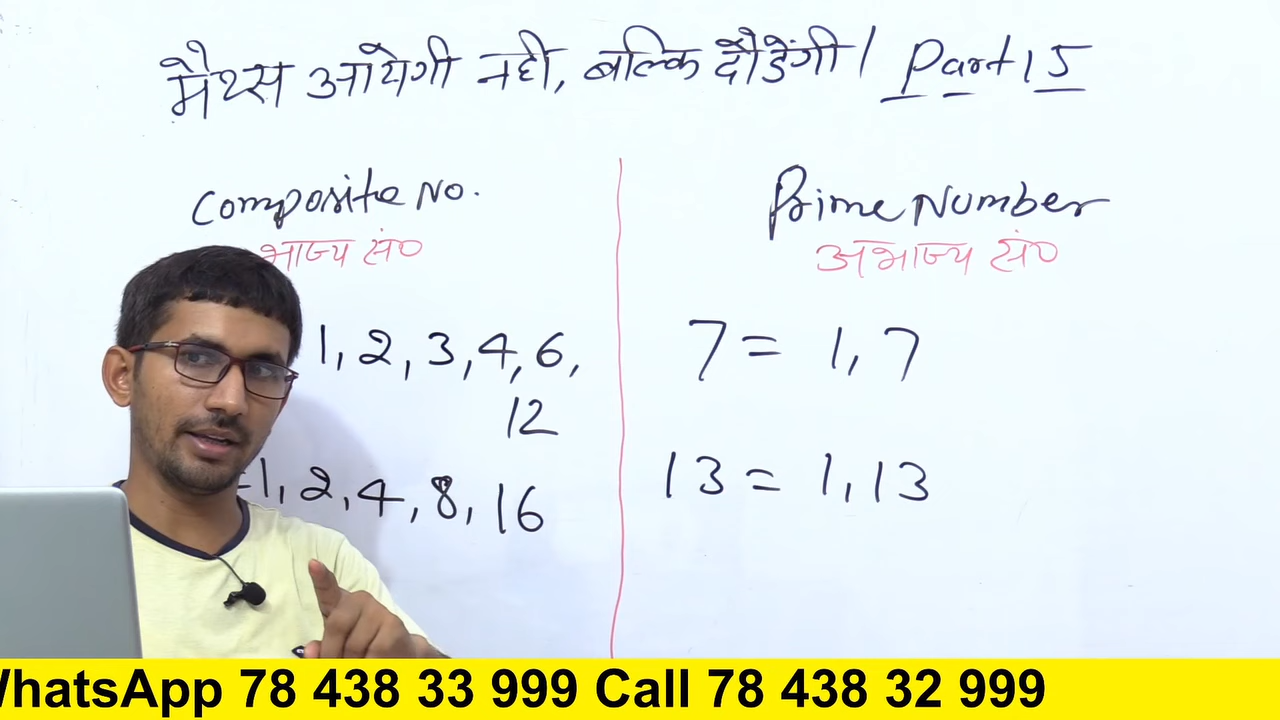 मैथ्स आयेगी नही, बल्कि दौडेंगी। Part 15
Composite No.
भाज्य सं०
1, 2, 3, 4, 6,
12
=1, 2, 4, 8, 16
Prime Number
अभाज्य सं०
7 = 1, 7
13 = 1, 13
WhatsApp 78 438 33 999 Call 78 438 32 999